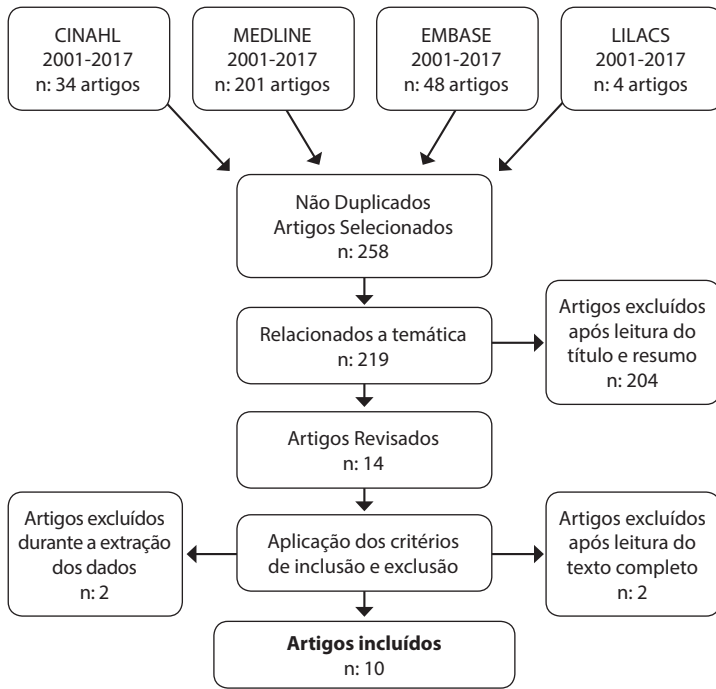 CINAHL
2001-2017
n: 34 artigos
MEDLINE
2001-2017
n: 201 artigos
EMBASE
2001-2017
n: 48 artigos
LILACS
2001-2017
n: 4 artigos
Não Duplicados
Artigos Selecionados
n: 258
Relacionados a temática
n: 219
Artigos excluídos
após leitura do
título e resumo
n: 204
Artigos Revisados
n: 14
Artigos excluídos
durante a extração
dos dados
n: 2
Aplicação dos critérios
de inclusão e exclusão
Artigos excluídos
após leitura do
texto completo
n: 2
Artigos incluídos
n: 10